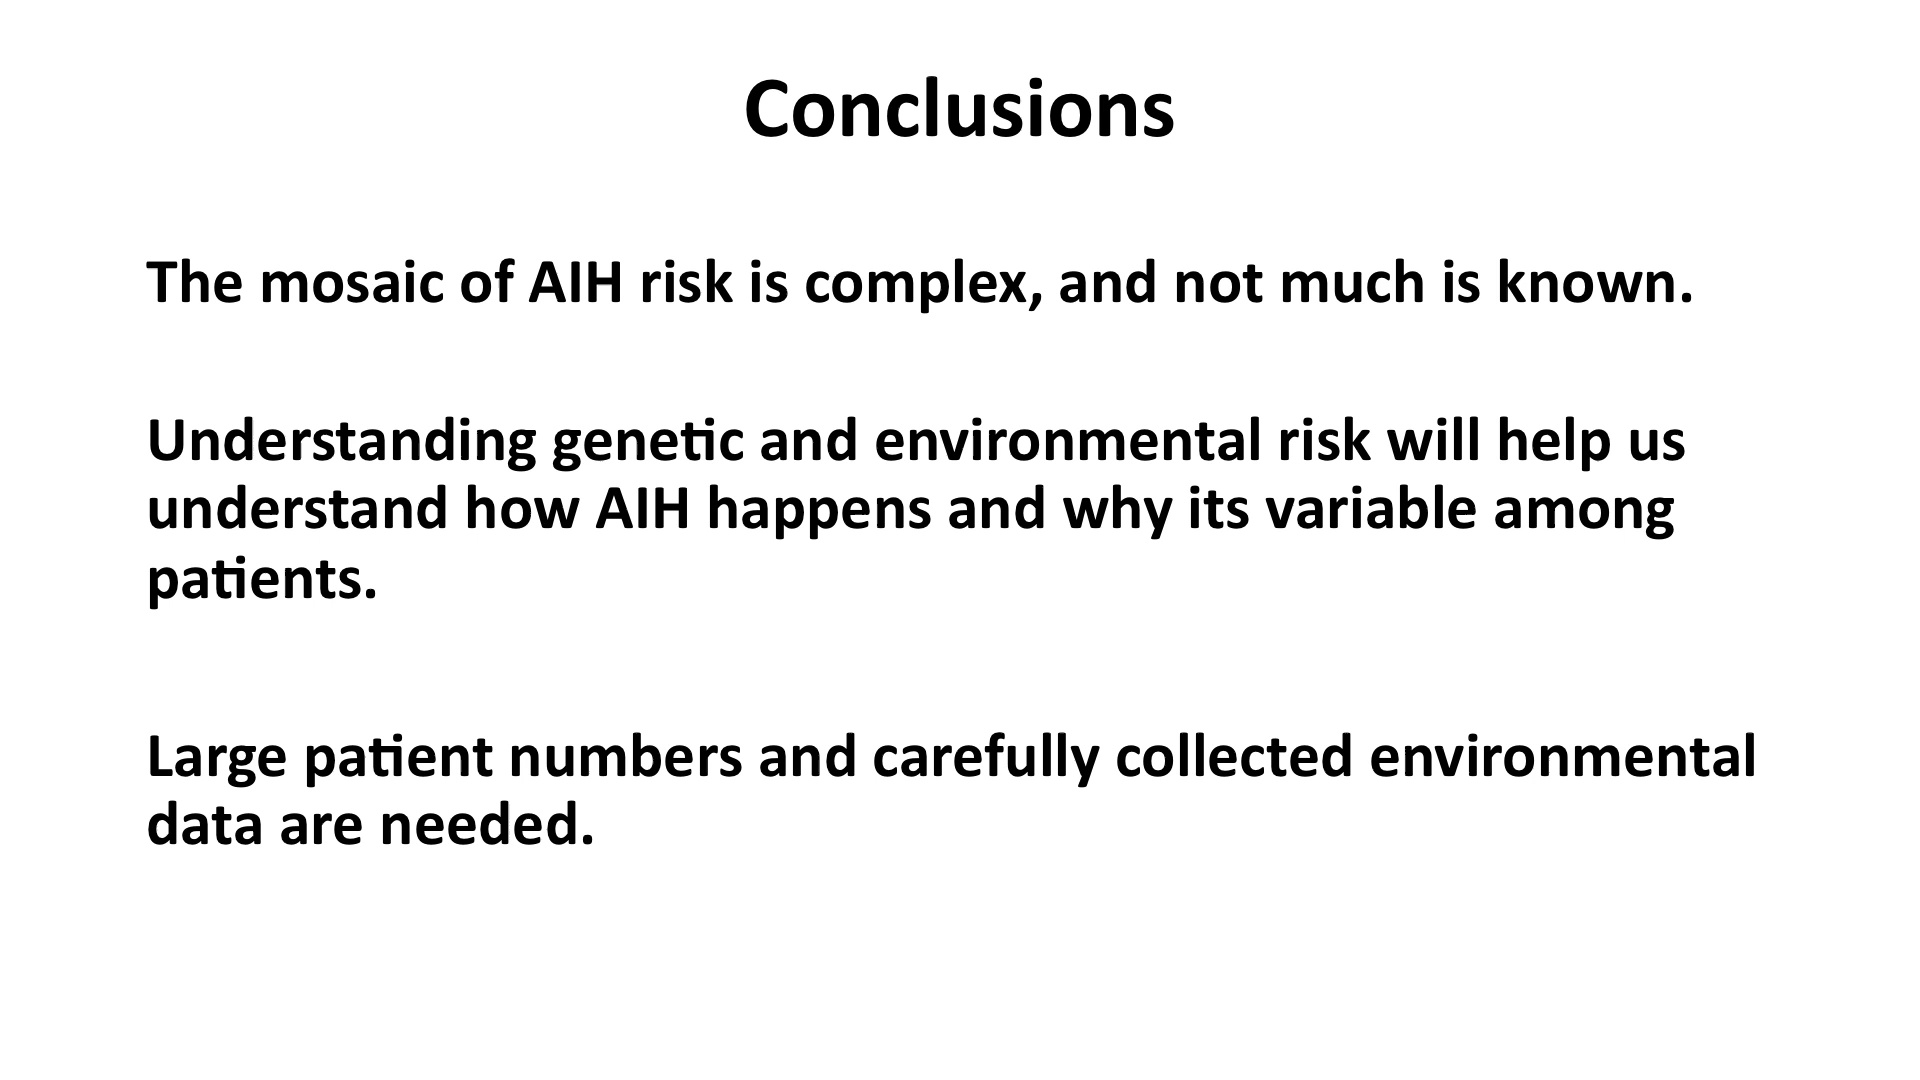 Conclusions
The mosaic of AIH risk is complex, and not much is known.
Understanding genetic and environmental risk will help us
understand how AIH happens and why its variable among
patients.
Large patient numbers and carefully collected environmental
data are needed.